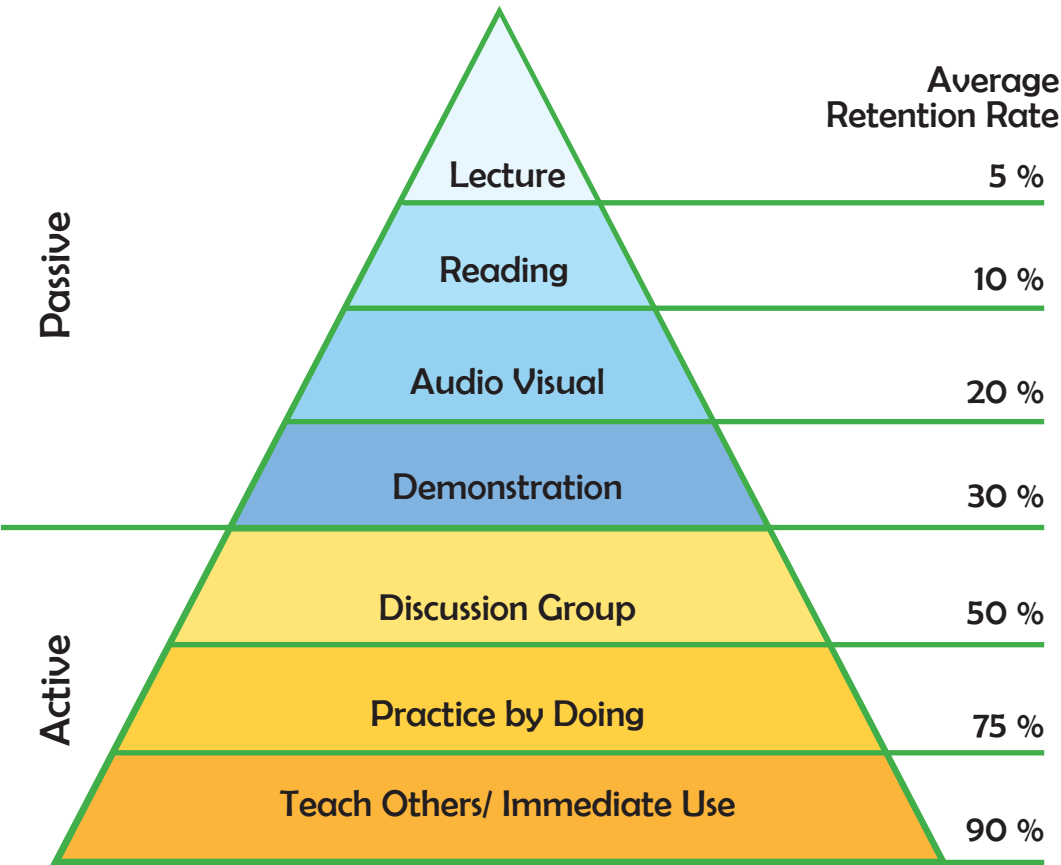 Average
Retention Rate
Lecture
5 %
Passive
Reading
10 %
Audio Visual
20 %
Demonstration
30 %
Active
Discussion Group
50 %
Practice by Doing
75 %
Teach Others/ Immediate Use
90 %